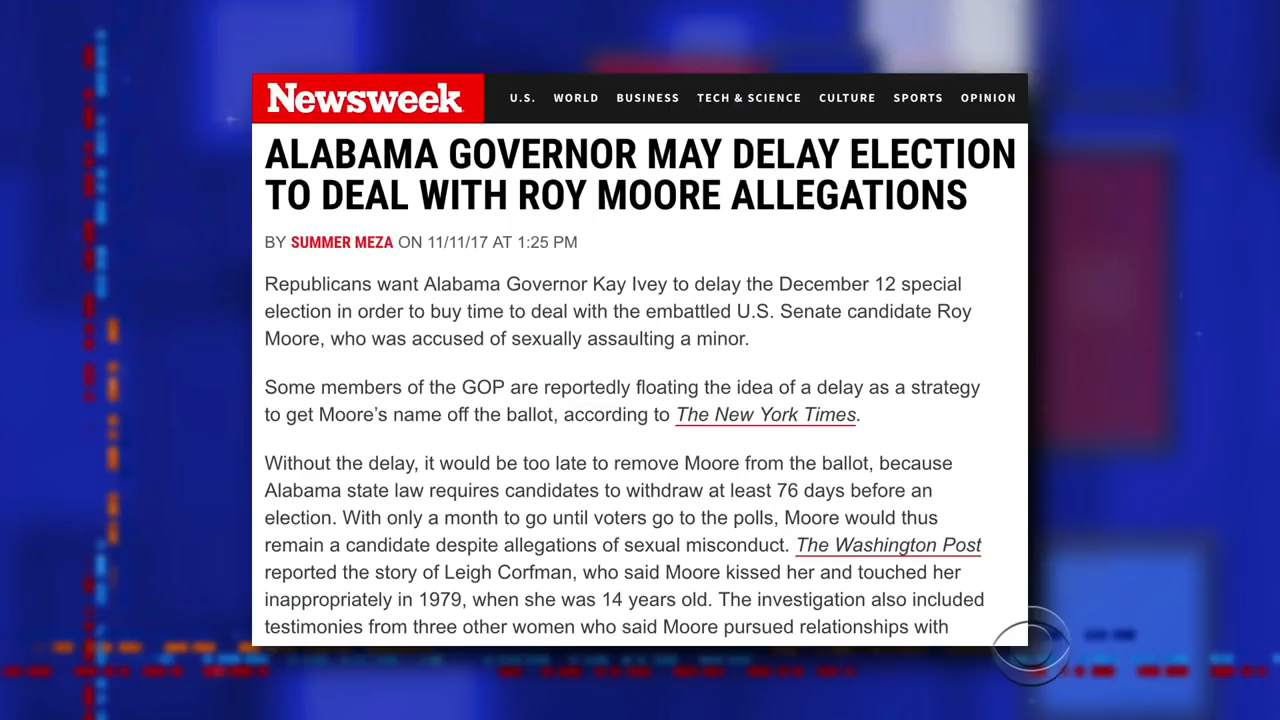 Newsweek
U.S. WORLD BUSINESS TECH & SCIENCE CULTURE SPORTS OPINION
ALABAMA GOVERNOR MAY DELAY ELECTION
TO DEAL WITH ROY MOORE ALLEGATIONS
BY SUMMER MEZA ON 11/11/17 AT 1:25 PM
Republicans want Alabama Governor Kay Ivey to delay the December 12 special
election in order to buy time to deal with the embattled U.S. Senate candidate Roy
Moore, who was accused of sexually assaulting a minor.
Some members of the GOP are reportedly floating the idea of a delay as a strategy
to get Moore’s name off the ballot, according to The New York Times.
Without the delay, it would be too late to remove Moore from the ballot, because
Alabama state law requires candidates to withdraw at least 76 days before an
election. With only a month to go until voters go to the polls, Moore would thus
remain a candidate despite allegations of sexual misconduct. The Washington Post
reported the story of Leigh Corfman, who said Moore kissed her and touched her
inappropriately in 1979, when she was 14 years old. The investigation also included
testimonies from three other women who said Moore pursued relationships with